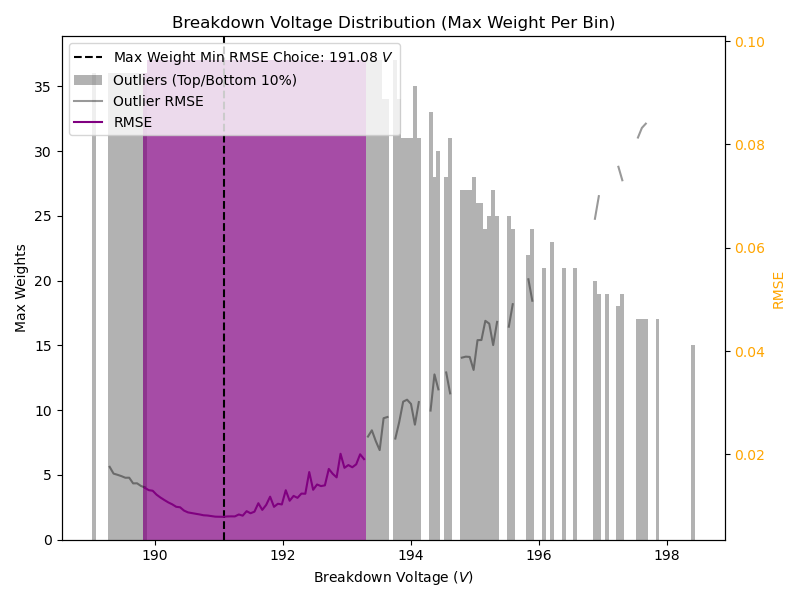 Breakdown Voltage Distribution (Max Weight Per Bin)
Max Weight Min RMSE Choice: 191.08 V
Outliers (Top/Bottom 10%)
Outlier RMSE
RMSE
Max Weights
0
5
10
15
20
25
30
35
190
192
194
196
198
Breakdown Voltage (V)
0.02
0.04
0.06
0.08
0.10
RMSE